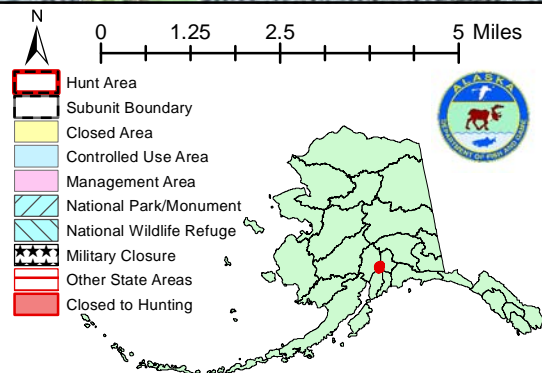 N
0 1.25 2.5 5 Miles
Hunt Area
Subunit Boundary
Closed Area
Controlled Use Area
Management Area
National Park/Monument
National Wildlife Refuge
Military Closure
Other State Areas
Closed to Hunting
ALASKA
DEPARTMENT OF FISH AND GAME